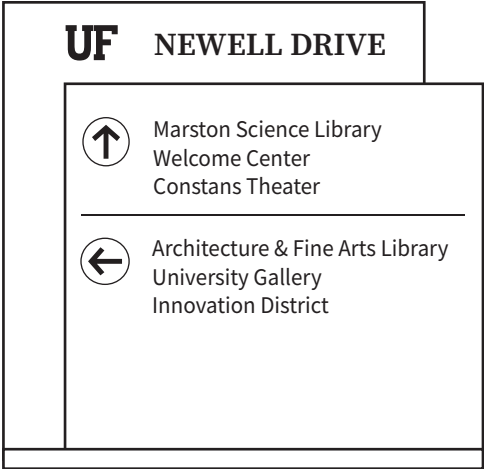 UF NEWELL DRIVE
Marston Science Library
Welcome Center
Constans Theater
Architecture & Fine Arts Library
University Gallery
Innovation District